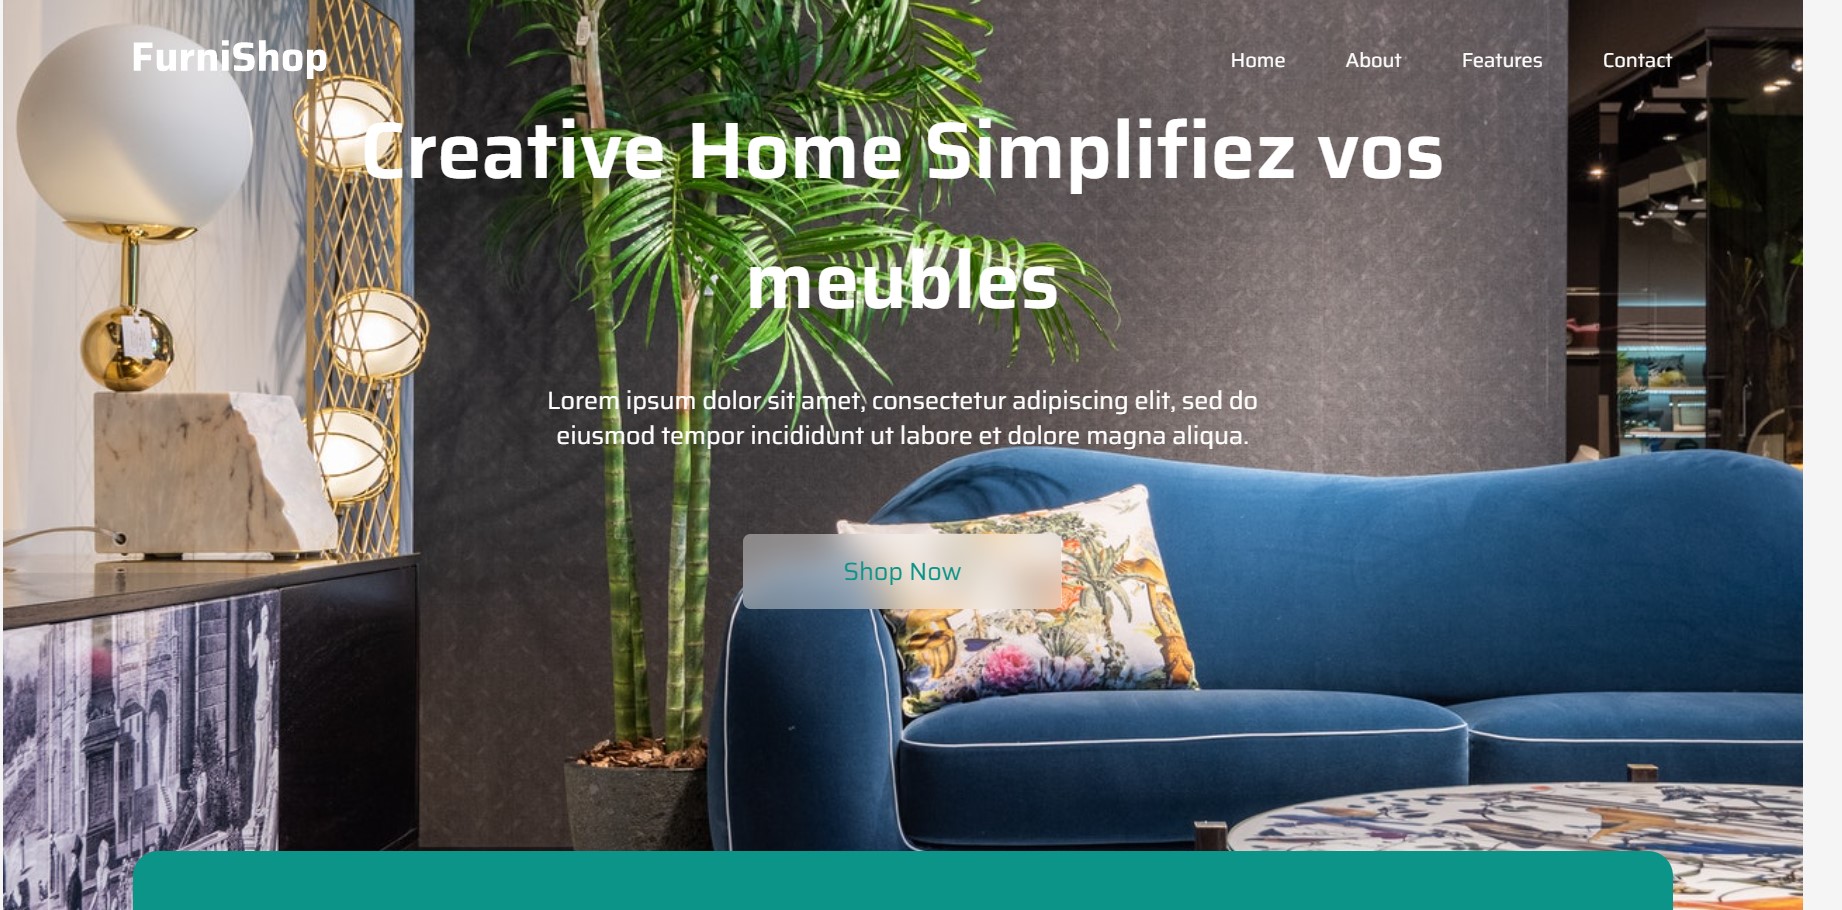 FurniShop
Home About Features Contact
Creative Home Simplifiez vos
meubles
Lorem ipsum dolor sit amet, consectetur adipiscing elit, sed do
eiusmod tempor incididunt ut labore et dolore magna aliqua.
Shop Now